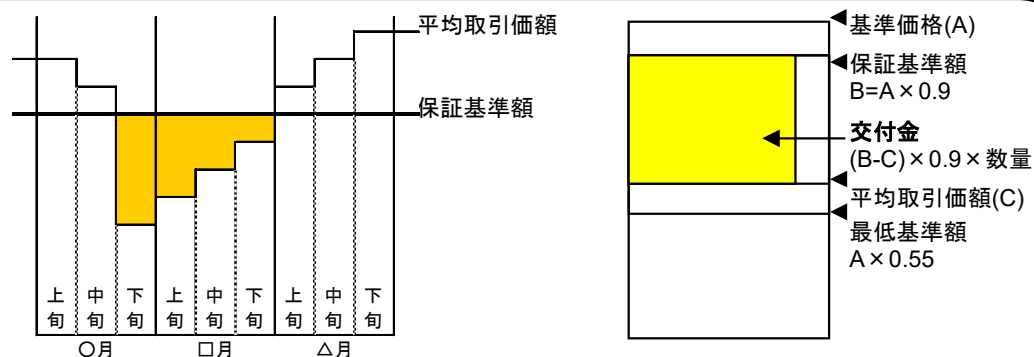 平均取引価額
保証基準額
上旬
中旬
下旬
上旬
中旬
下旬
上旬
中旬
下旬
○月
□月
△月
基準価格(A)
保証基準額
B=A×0.9
交付金
(B-C)×0.9×数量
平均取引価額(C)
最低基準額
A×0.55